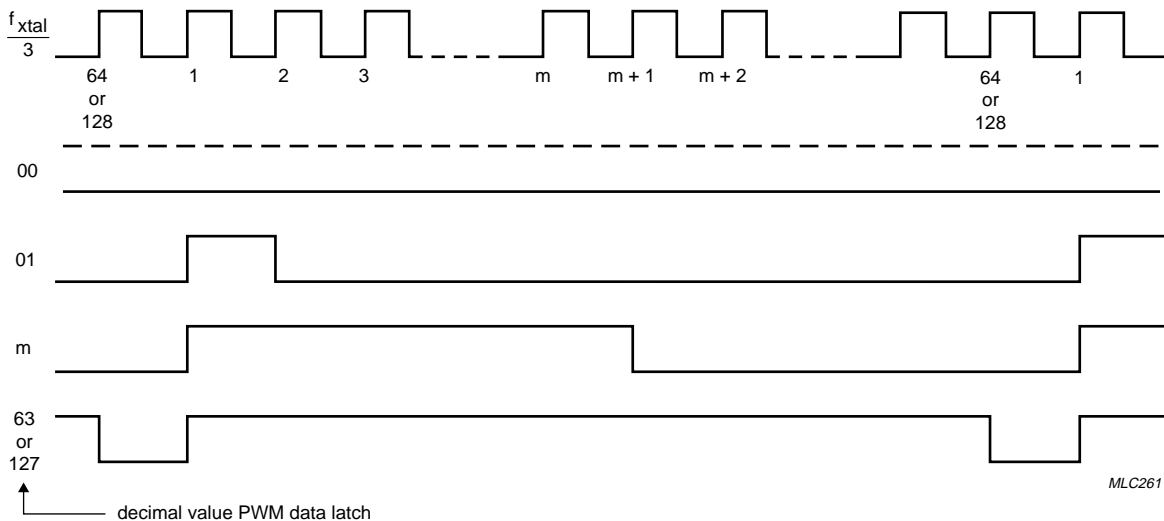 f xtal
3
64
or
128
1
2
3
m
m + 1
m + 2
64
or
128
1
00
01
m
63
or
127
MLC261
decimal value PWM data latch